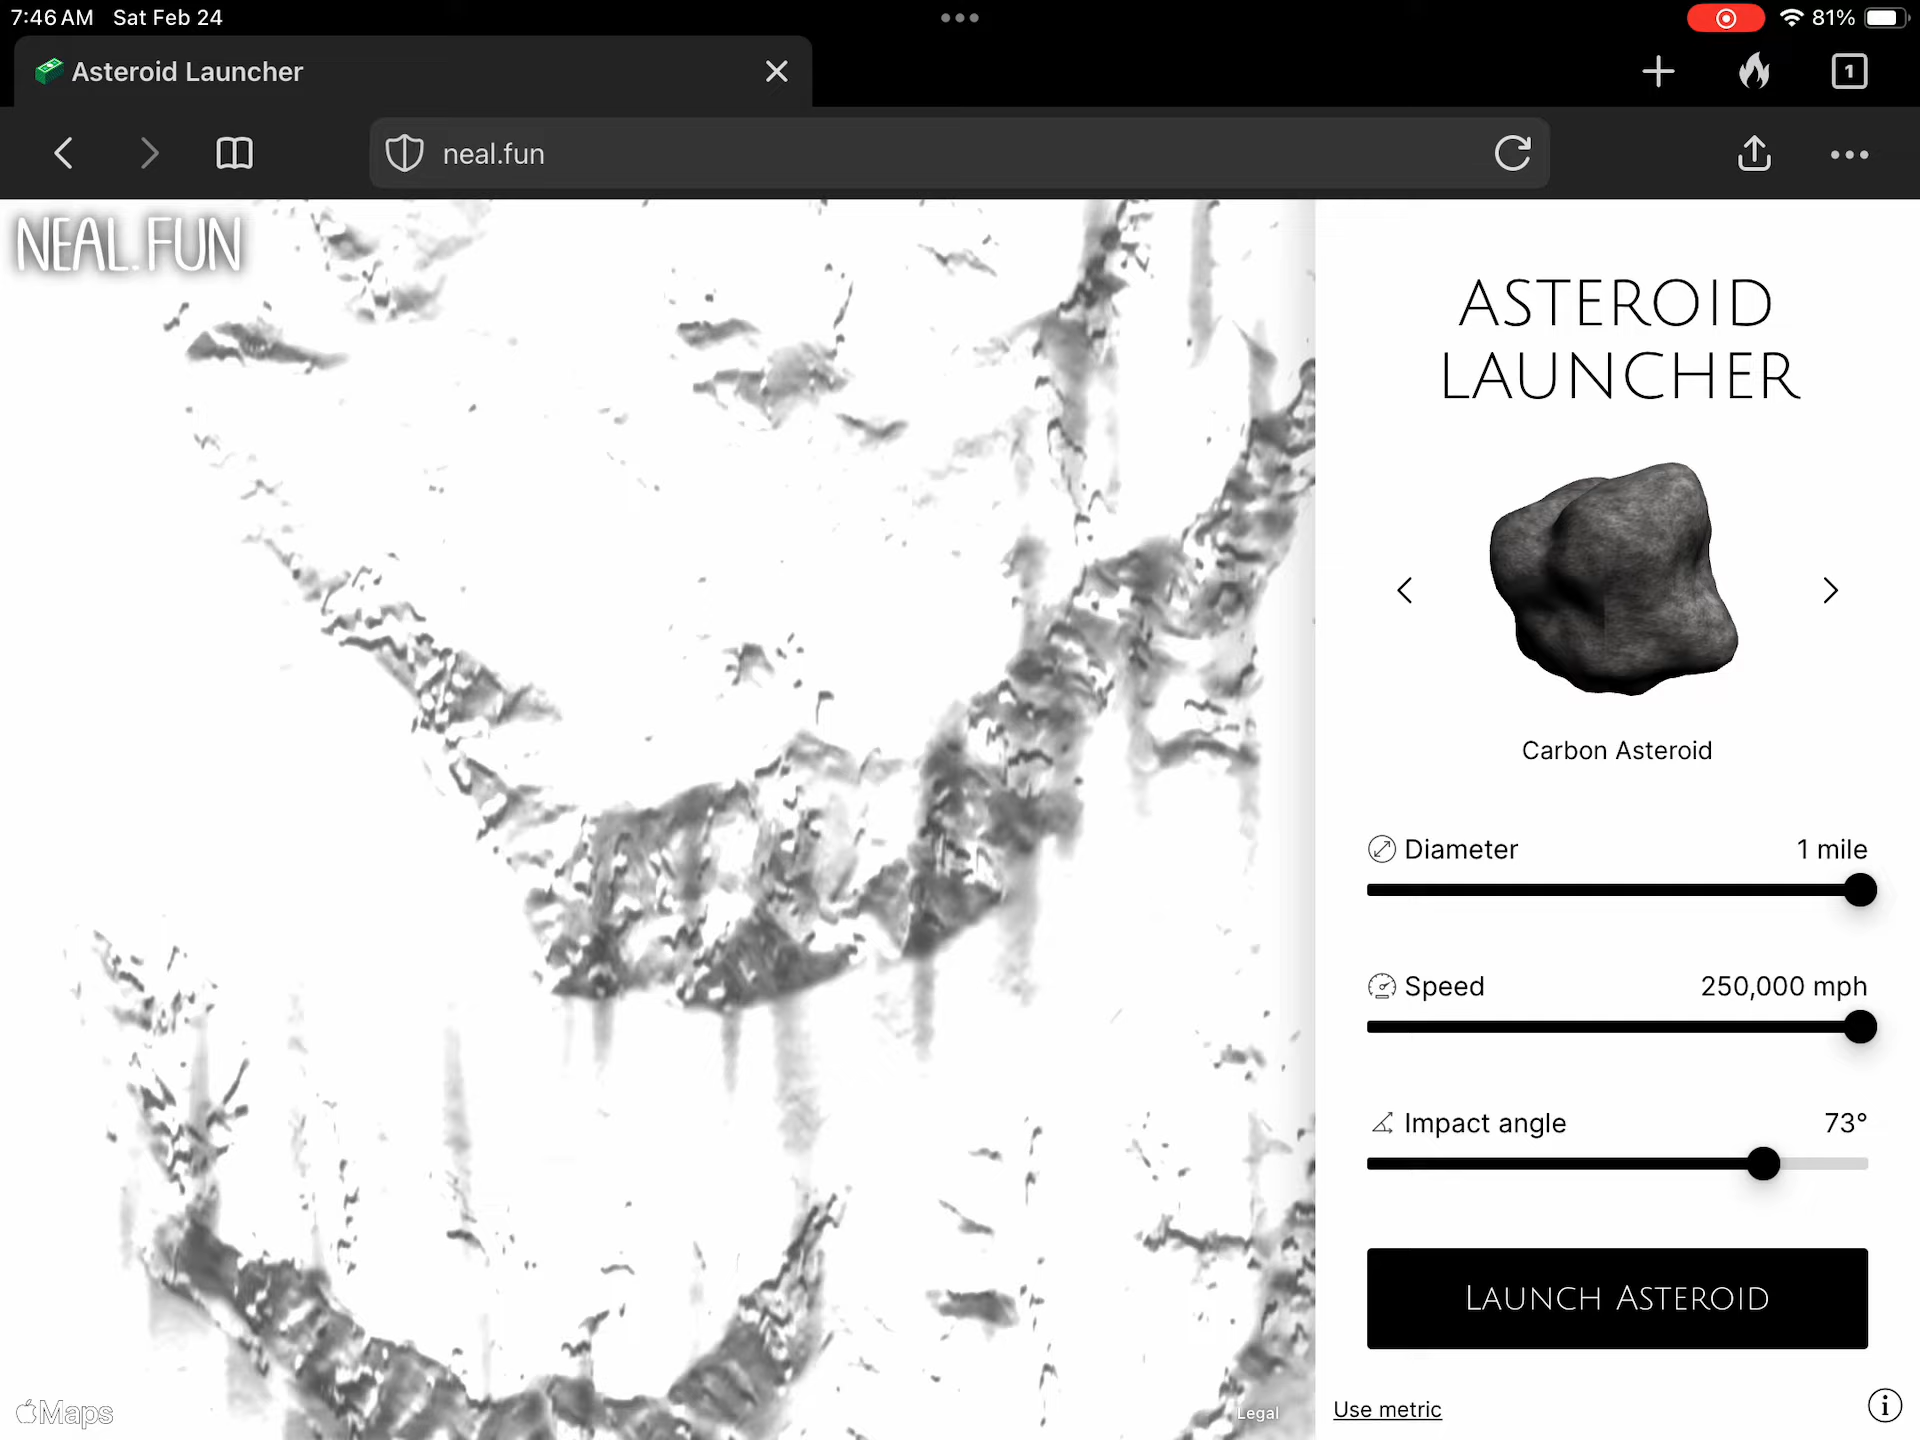 7:46 AM Sat Feb 24
81%
Asteroid Launcher
1
neal.fun
NEAL.FUN
ASTEROID
LAUNCHER
Carbon Asteroid
Diameter 1 mile
Speed 250,000 mph
Impact angle 73°
LAUNCH ASTEROID
Maps
Legal
Use metric